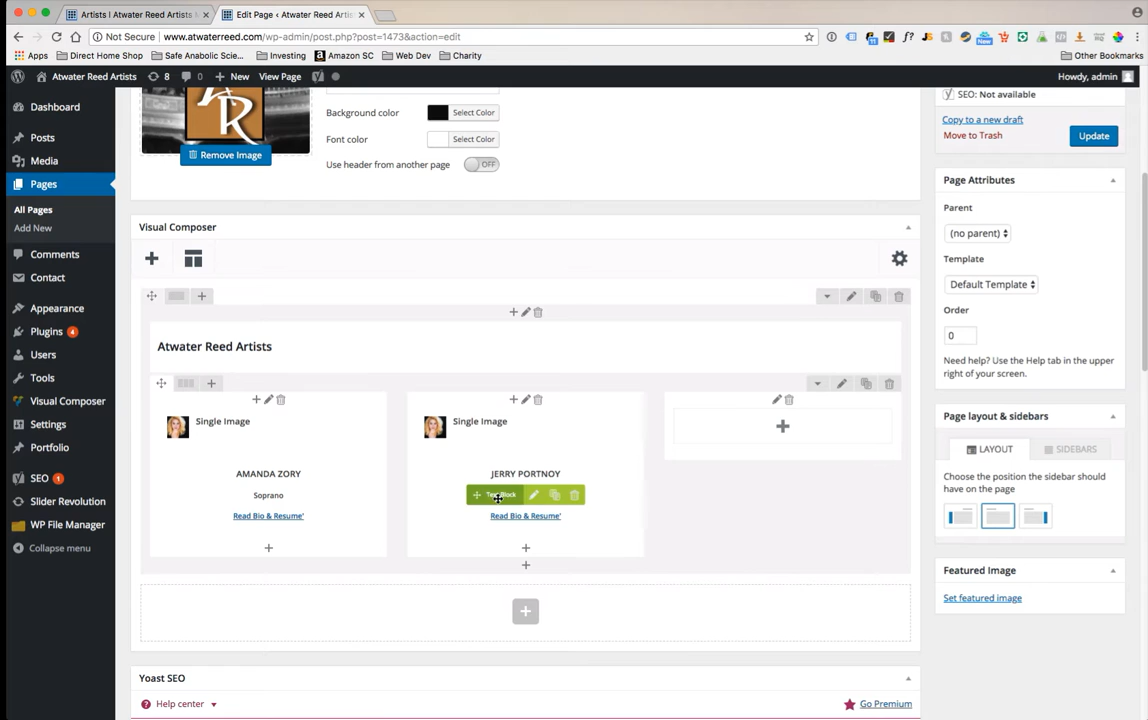 Artists | Atwater Reed Artists
Edit Page ‹ Atwater Reed Artis
Not Secure
www.atwaterreed.com/wp-admin/post.php?post=1473&action=edit
Apps
Direct Home Shop
Safe Anabolic Scie...
Investing
Amazon SC
Web Dev
Charity
Other Bookmarks
Atwater Reed Artists
8
New
View Page
Howdy, admin
Dashboard
Posts
Media
Pages
All Pages
Add New
Comments
Contact
Appearance
Plugins 4
Users
Tools
Visual Composer
Settings
Portfolio
SEO 1
Slider Revolution
WP File Manager
Collapse menu
AR
Remove Image
Background color
Select Color
Font color
Select Color
Use header from another page
OFF
Visual Composer
Atwater Reed Artists
Single Image
AMANDA ZORY
Soprano
Read Bio & Resume'
Single Image
JERRY PORTNOY
Text Block
Read Bio & Resume'
Yoast SEO
Help center
Go Premium
SEO: Not available
Copy to a new draft
Move to Trash
Update
Page Attributes
Parent
(no parent)
Template
Default Template
Order
0
Need help? Use the Help tab in the upper
right of your screen.
Page layout & sidebars
LAYOUT
SIDEBARS
Choose the position the sidebar should
have on the page
Featured Image
Set featured image